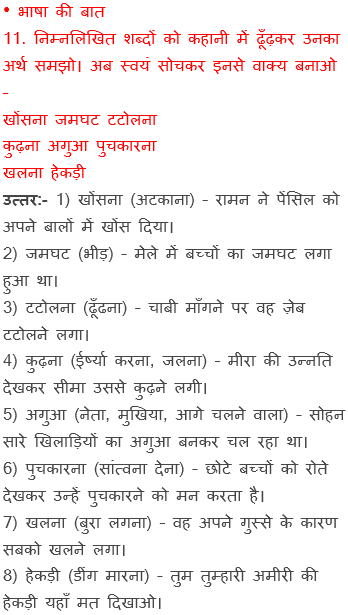 • भाषा की बात
11. निम्नलिखित शब्दों को कहानी में ढूँढ़कर उनका
अर्थ समझो। अब स्वयं सोचकर इनसे वाक्य बनाओ
–
खोंसना जमघट टटोलना
कुढ़ना अगुआ पुचकारना
खलना हेकड़ी
उत्तर:- 1) खोंसना (अटकाना) – रामन ने पेंसिल को
अपने बालों में खोंस दिया।
2) जमघट (भीड़) – मेले में बच्चों का जमघट लगा
हुआ था।
3) टटोलना (ढूँढना) – चाबी माँगने पर वह ज़ेब
टटोलने लगा।
4) कुढ़ना (ईर्ष्या करना, जलना) – मीरा की उन्नति
देखकर सीमा उससे कुढ़ने लगी।
5) अगुआ (नेता, मुखिया, आगे चलने वाला) – सोहन
सारे खिलाड़ियों का अगुआ बनकर चल रहा था।
6) पुचकारना (सांत्वना देना) – छोटे बच्चों को रोते
देखकर उन्हें पुचकारने को मन करता है।
7) खलना (बुरा लगना) – वह अपने गुस्से के कारण
सबको खलने लगा।
8) हेकड़ी (डींग मारना) – तुम तुम्हारी अमीरी की
हेकड़ी यहाँ मत दिखाओ।